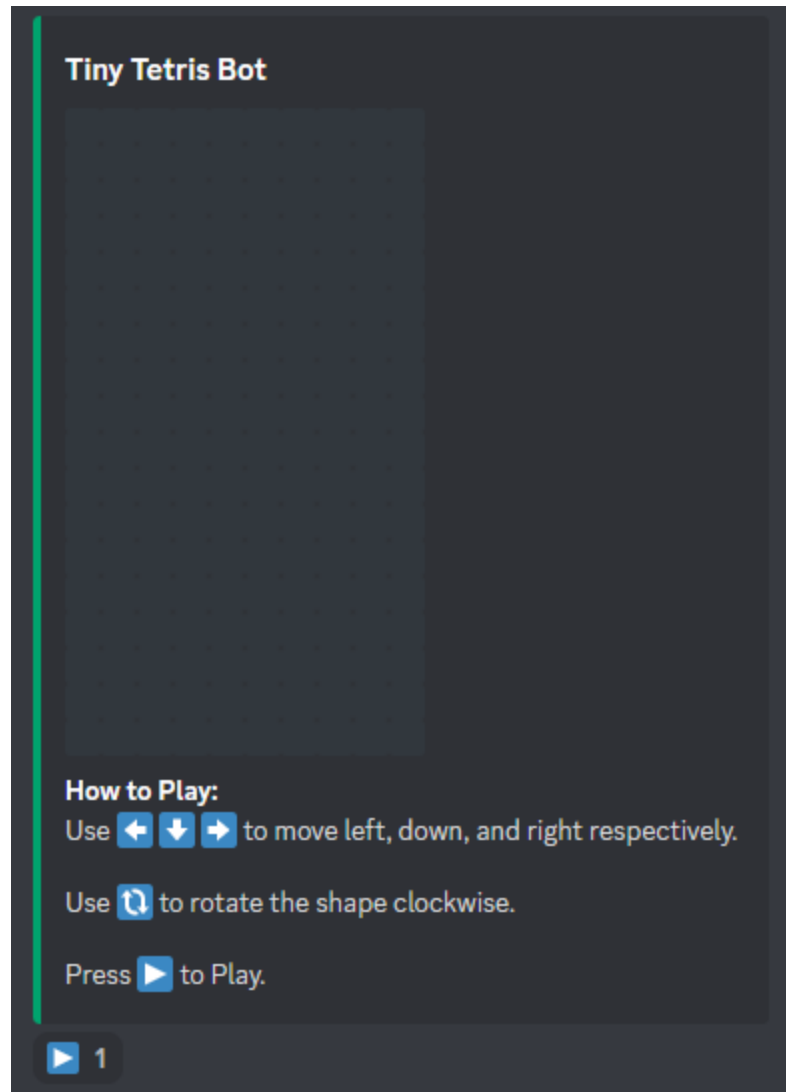 Tiny Tetris Bot
How to Play:
Use ⬅️ ⬇️ ➡️ to move left, down, and right respectively.
Use 🔃 to rotate the shape clockwise.
Press ▶️ to Play.
▶️ 1